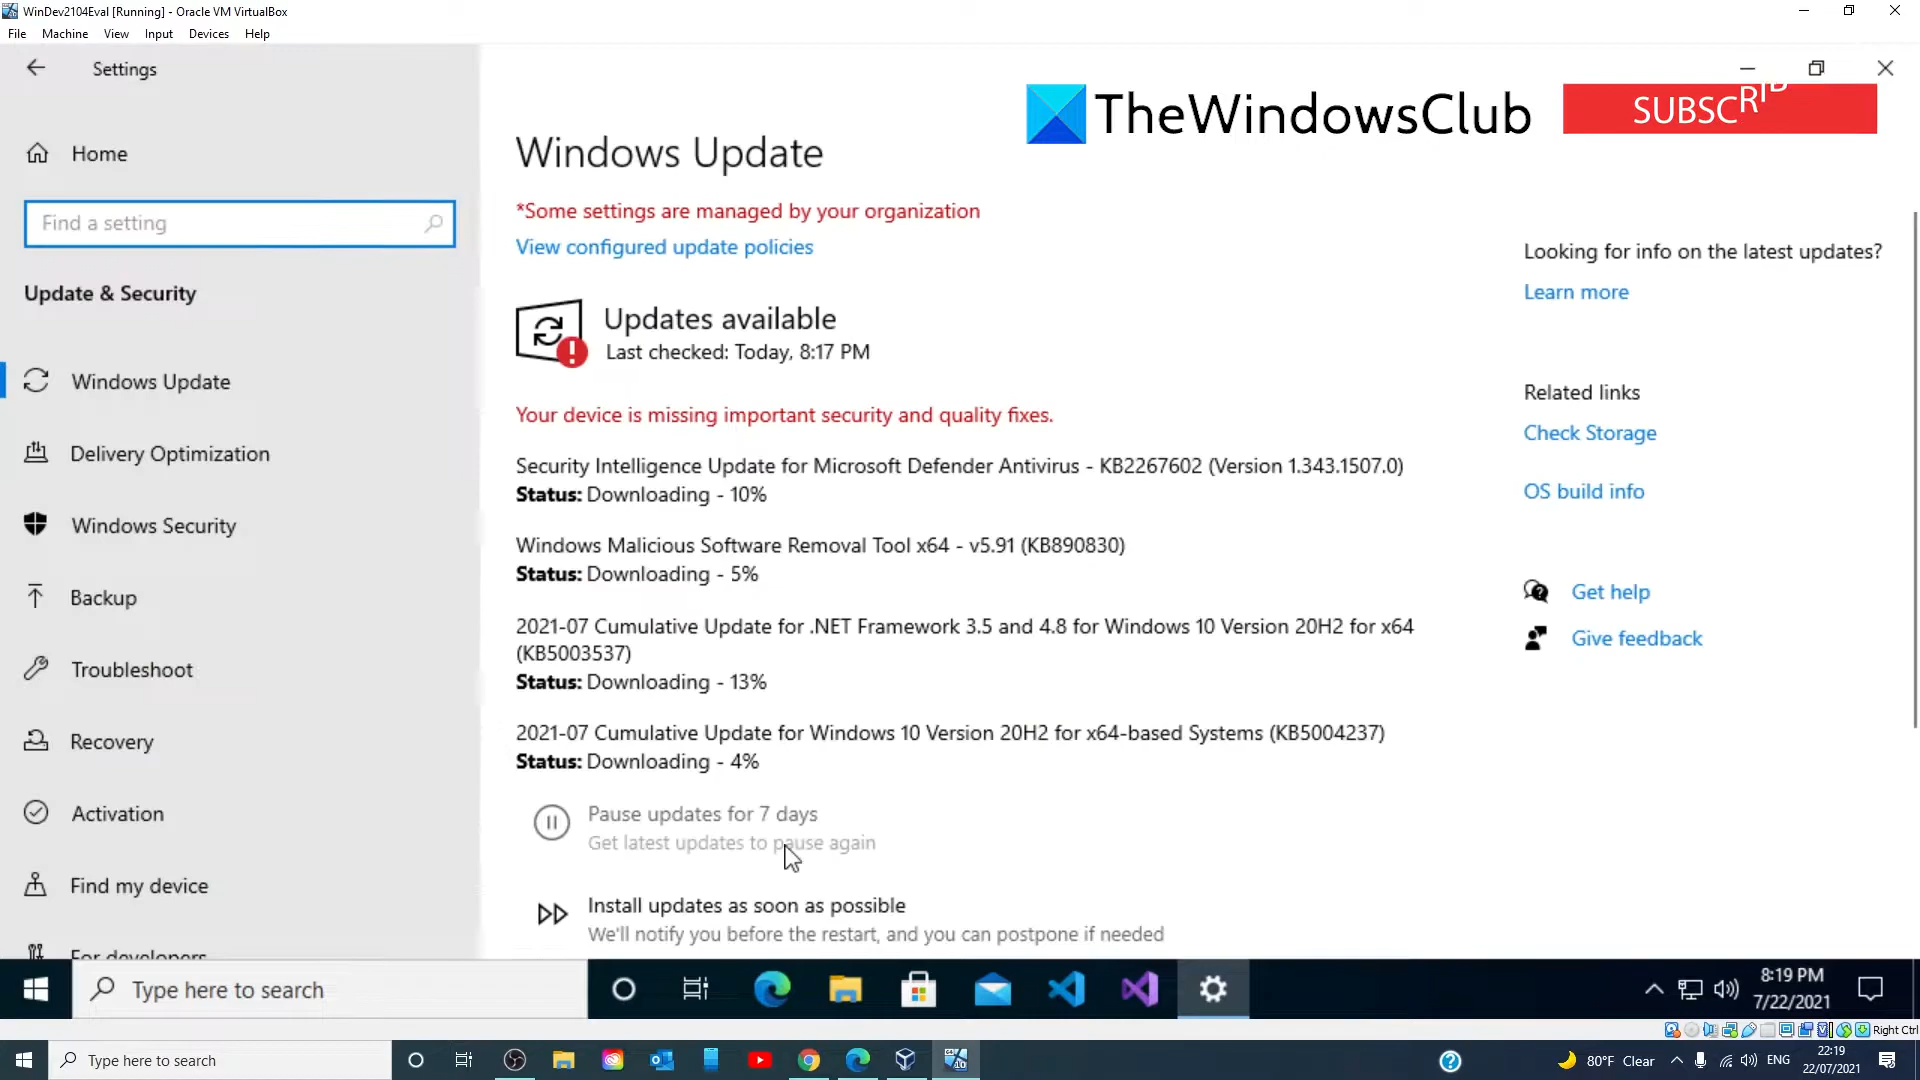 WinDev2104Eval [Running] - Oracle VM VirtualBox
File Machine View Input Devices Help
Settings
TheWindowsClub
SUBSCRIB
Home
Find a setting
Update & Security
Windows Update
Delivery Optimization
Windows Security
Backup
Troubleshoot
Recovery
Activation
Find my device
For developers
Windows Update
*Some settings are managed by your organization
View configured update policies
Updates available
Last checked: Today, 8:17 PM
Your device is missing important security and quality fixes.
Security Intelligence Update for Microsoft Defender Antivirus - KB2267602 (Version 1.343.1507.0)
Status: Downloading - 10%
Windows Malicious Software Removal Tool x64 - v5.91 (KB890830)
Status: Downloading - 5%
2021-07 Cumulative Update for .NET Framework 3.5 and 4.8 for Windows 10 Version 20H2 for x64
(KB5003537)
Status: Downloading - 13%
2021-07 Cumulative Update for Windows 10 Version 20H2 for x64-based Systems (KB5004237)
Status: Downloading - 4%
Pause updates for 7 days
Get latest updates to pause again
Install updates as soon as possible
We'll notify you before the restart, and you can postpone if needed
Looking for info on the latest updates?
Learn more
Related links
Check Storage
OS build info
Get help
Give feedback
Type here to search
8:19 PM
7/22/2021
Right Ctrl
Type here to search
80°F Clear
ENG
22:19
22/07/2021